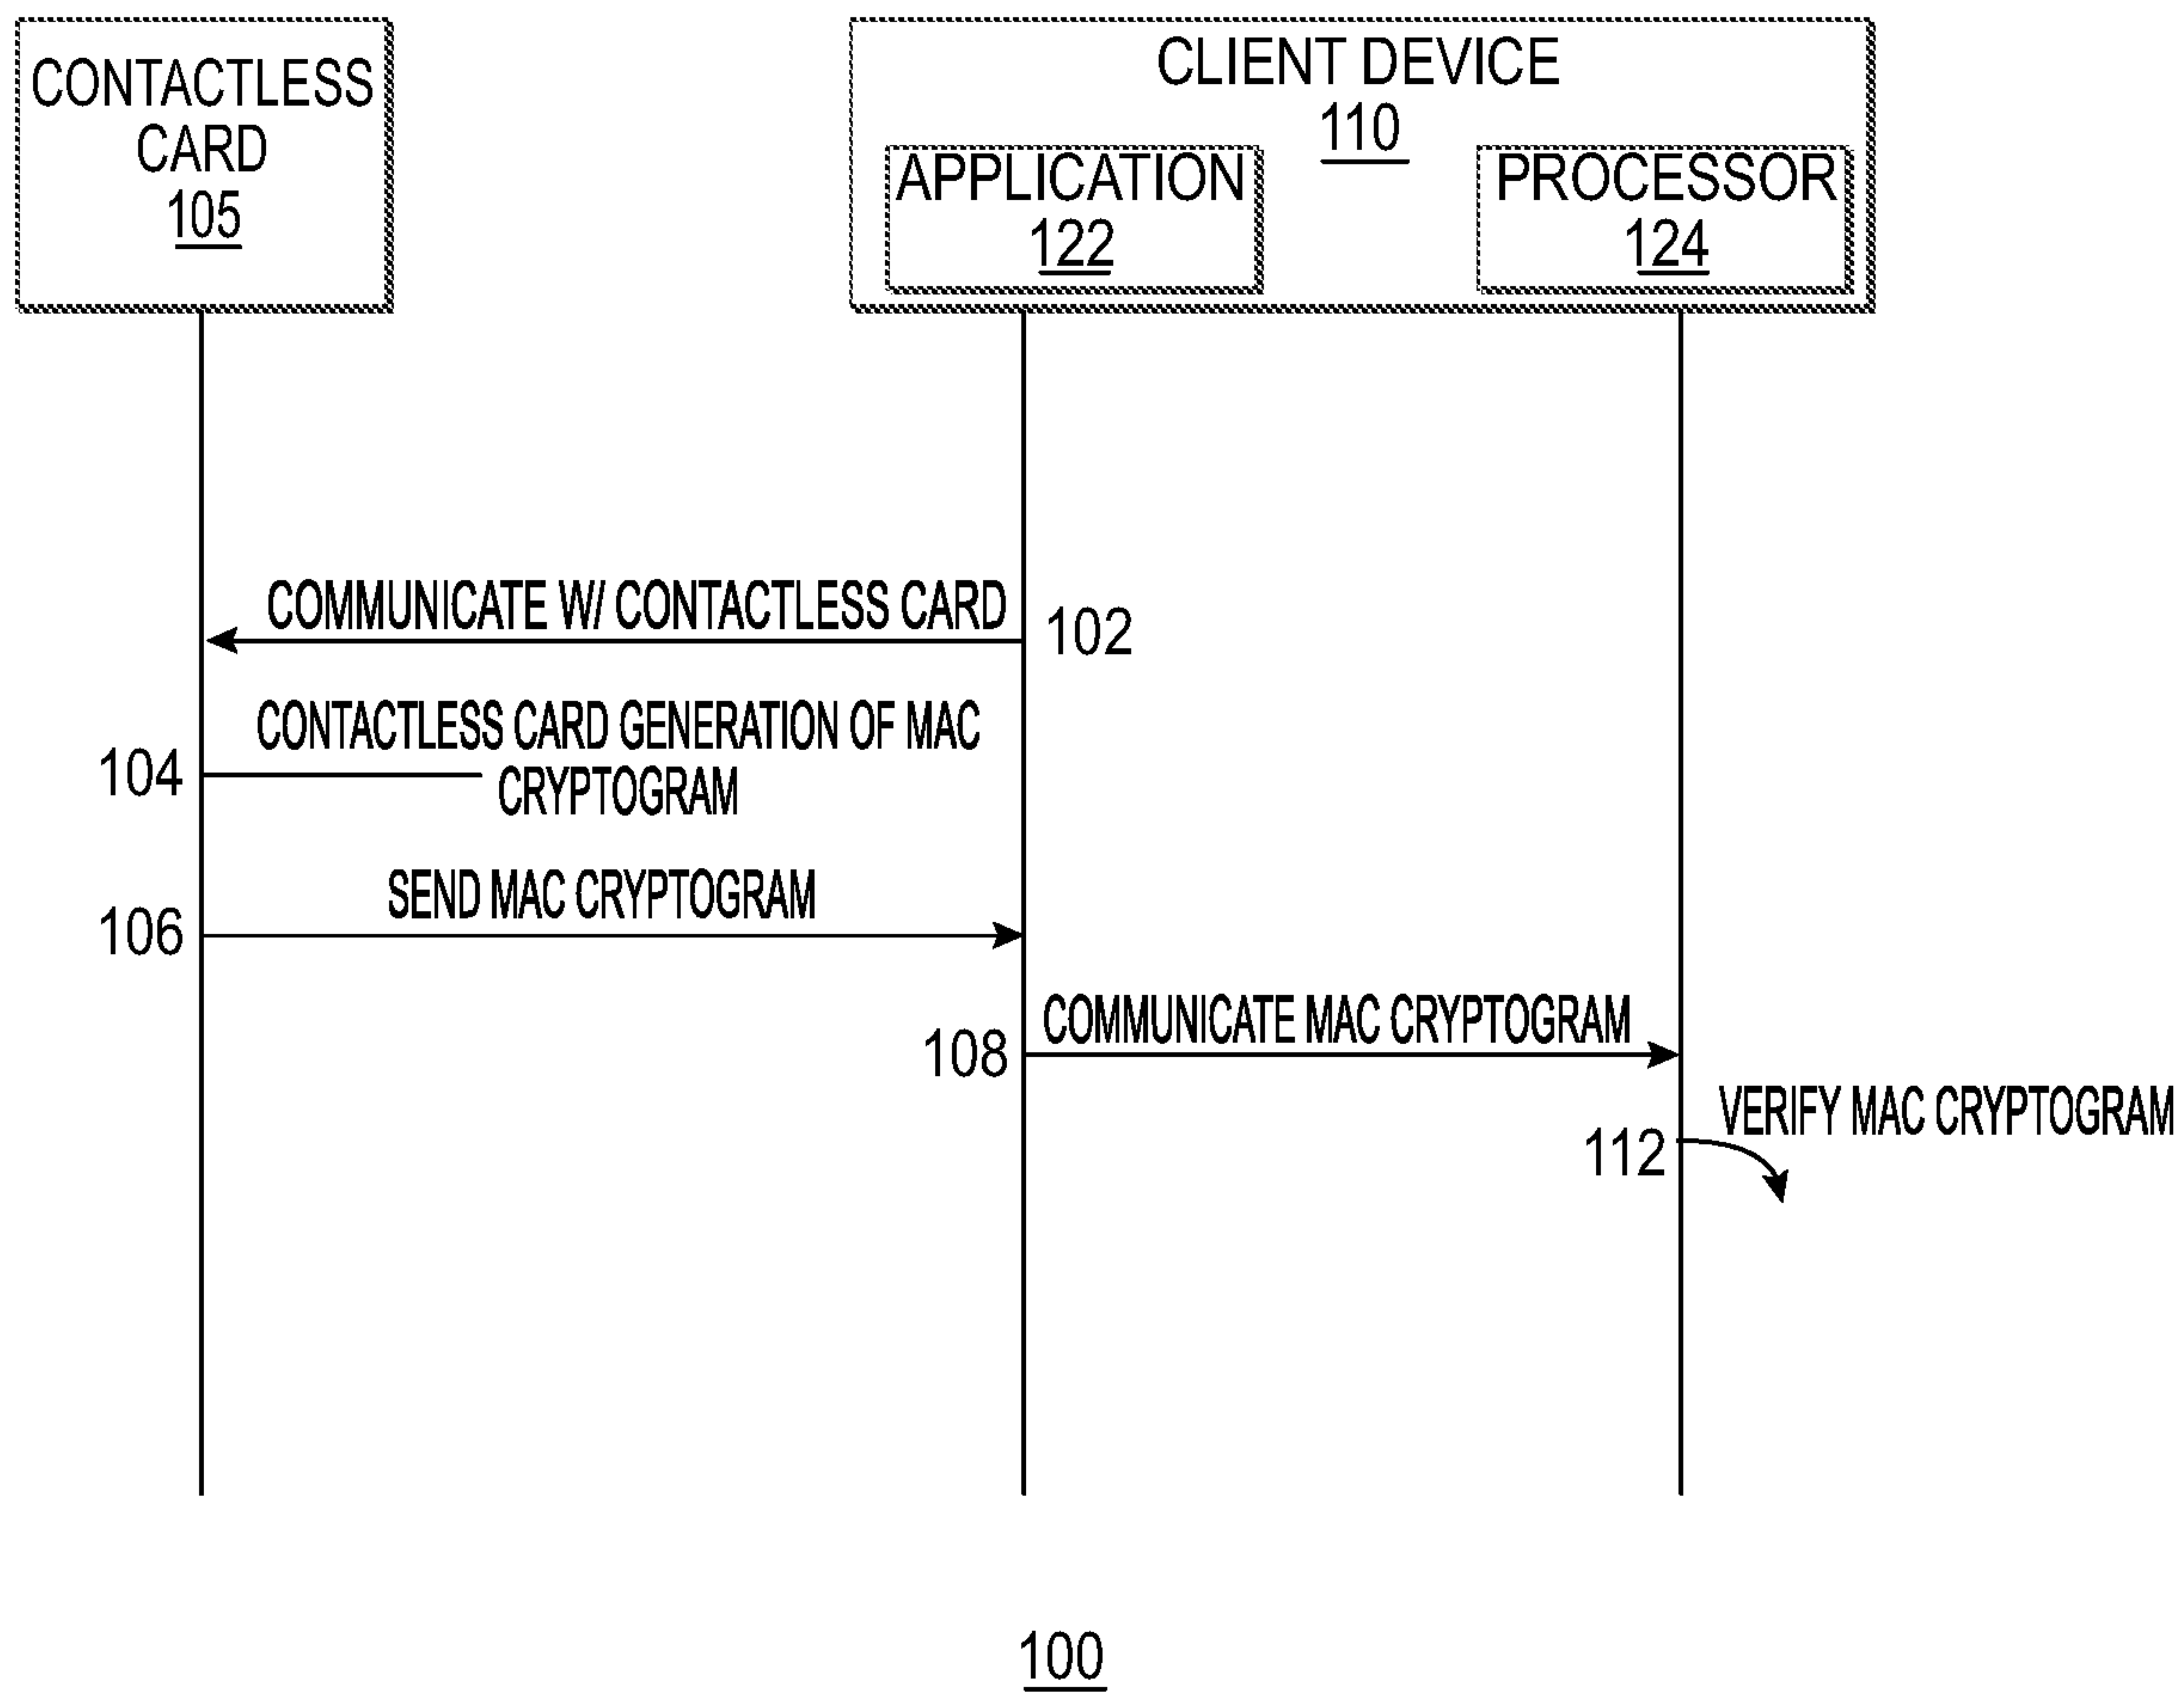 CONTACTLESS
CARD
105
CLIENT DEVICE
110
APPLICATION
122
PROCESSOR
124
COMMUNICATE W/ CONTACTLESS CARD
102
CONTACTLESS CARD GENERATION OF MAC
CRYPTOGRAM
104
SEND MAC CRYPTOGRAM
106
COMMUNICATE MAC CRYPTOGRAM
108
VERIFY MAC CRYPTOGRAM
112
100